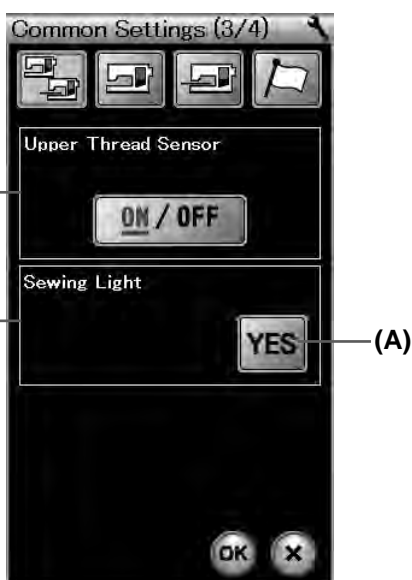 Common Settings (3/4)
Upper Thread Sensor
ON / OFF
Sewing Light
YES
(A)
OK